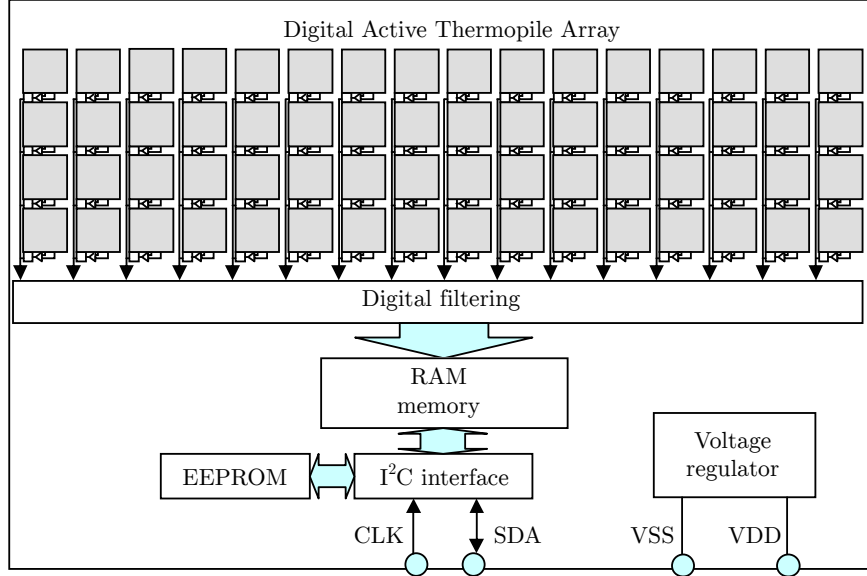 Digital Active Thermopile Array
Digital filtering
RAM
memory
Voltage
regulator
EEPROM
I²C interface
CLK
SDA
VSS
VDD